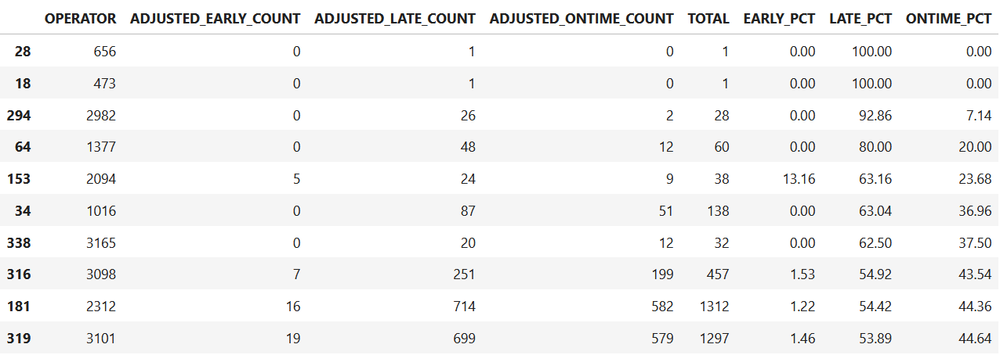 OPERATOR ADJUSTED_EARLY_COUNT ADJUSTED_LATE_COUNT ADJUSTED_ONTIME_COUNT TOTAL EARLY_PCT LATE_PCT ONTIME_PCT
28 656 0 1 0 1 0.00 100.00 0.00
18 473 0 1 0 1 0.00 100.00 0.00
294 2982 0 26 2 28 0.00 92.86 7.14
64 1377 0 48 12 60 0.00 80.00 20.00
153 2094 5 24 9 38 13.16 63.16 23.68
34 1016 0 87 51 138 0.00 63.04 36.96
338 3165 0 20 12 32 0.00 62.50 37.50
316 3098 7 251 199 457 1.53 54.92 43.54
181 2312 16 714 582 1312 1.22 54.42 44.36
319 3101 19 699 579 1297 1.46 53.89 44.64